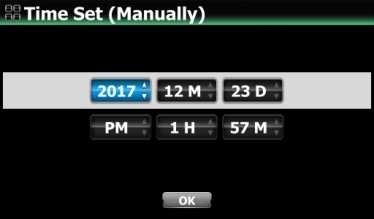 Time Set (Manually)
2017 12 M 23 D
PM 1 H 57 M
OK